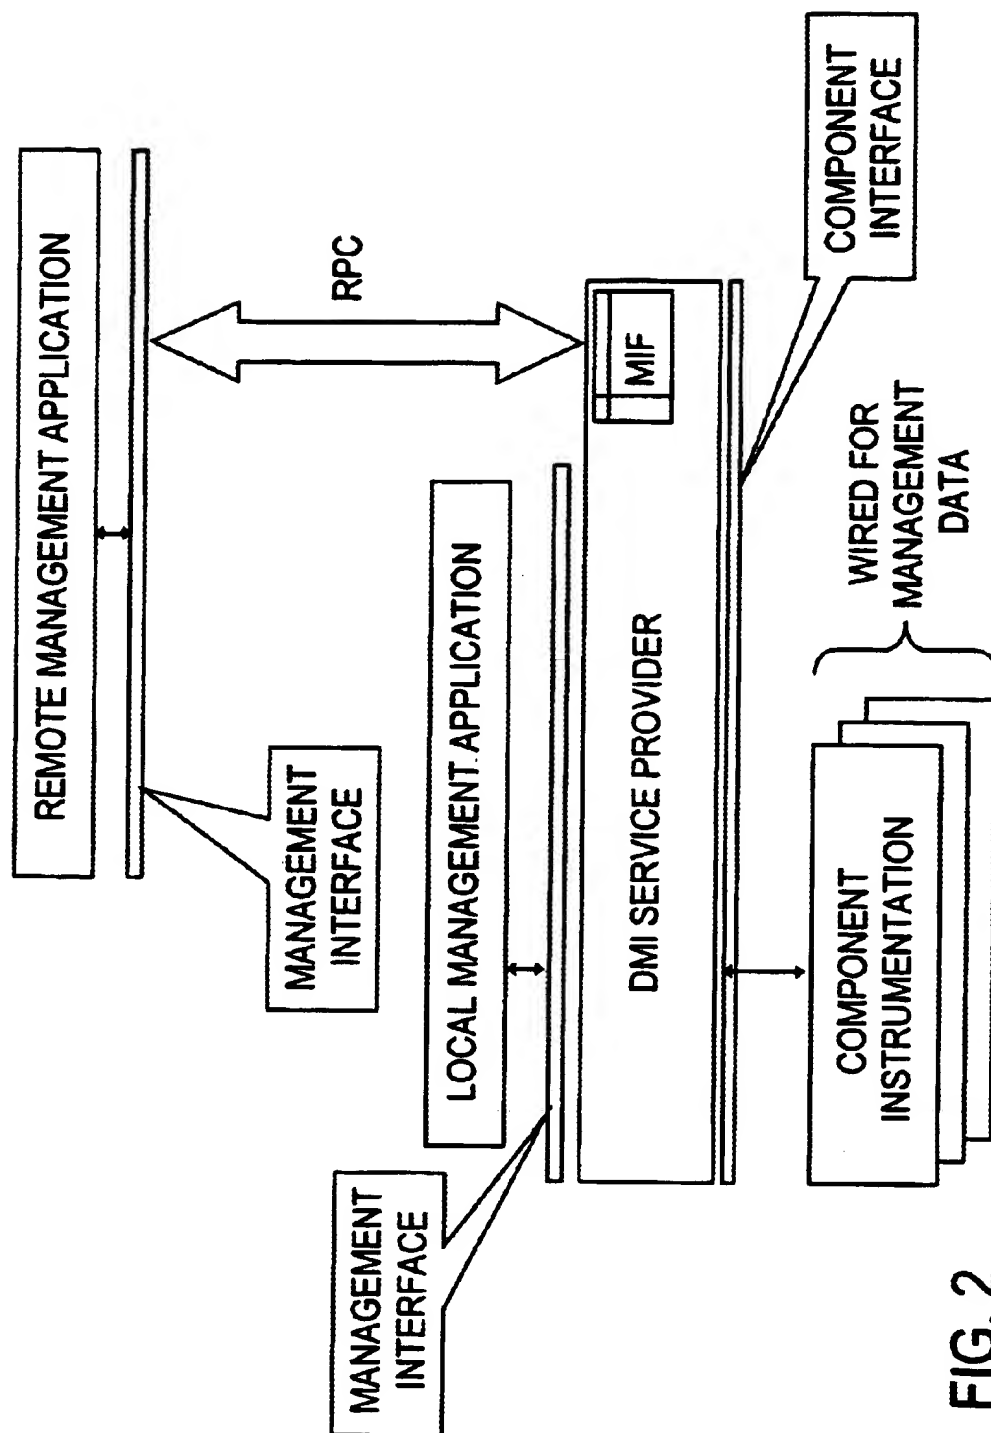 REMOTE MANAGEMENT APPLICATION
MANAGEMENT
INTERFACE
RPC
LOCAL MANAGEMENT APPLICATION
MANAGEMENT
INTERFACE
DMI SERVICE PROVIDER
MIF
COMPONENT
INTERFACE
COMPONENT
INSTRUMENTATION
WIRED FOR
MANAGEMENT
DATA
FIG. 2